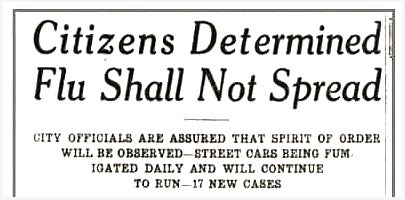 Citizens Determined
Flu Shall Not Spread
CITY OFFICIALS ARE ASSURED THAT SPIRIT OF ORDER
WILL BE OBSERVED—STREET CARS BEING FUM
IGATED DAILY AND WILL CONTINUE
TO RUN—17 NEW CASES